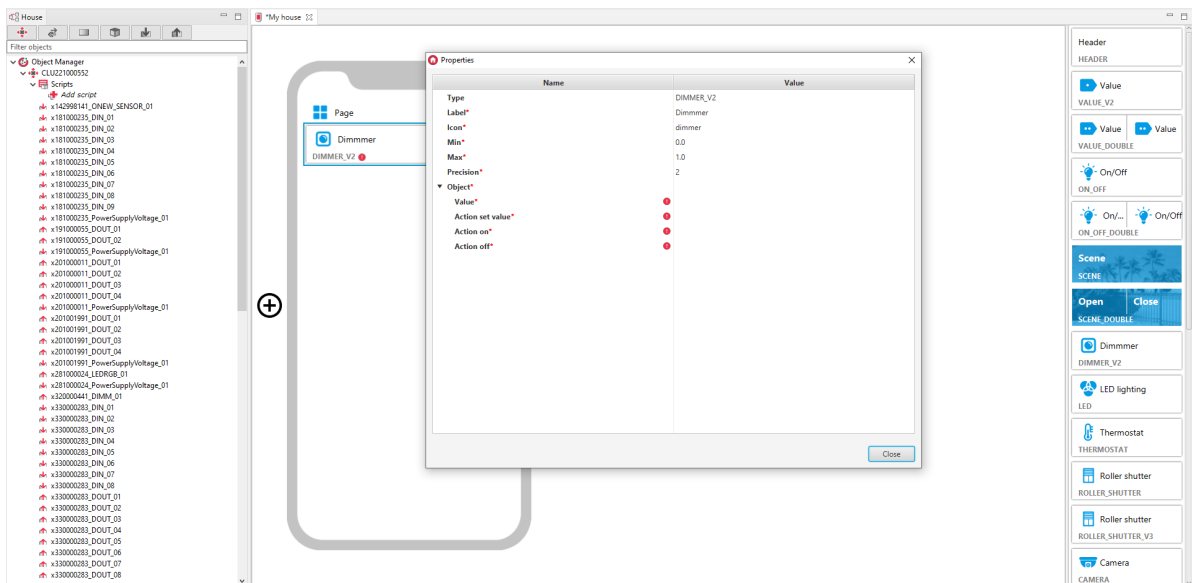 House
*My house
Filter objects
Object Manager
CLU221000552
Scripts
Add script
x142998141_ONEW_SENSOR_01
x181000235_DIN_01
x181000235_DIN_02
x181000235_DIN_03
x181000235_DIN_04
x181000235_DIN_05
x181000235_DIN_06
x181000235_DIN_07
x181000235_DIN_08
x181000235_DIN_09
x181000235_PowerSupplyVoltage_01
x191000055_DOUT_01
x191000055_DOUT_02
x191000055_PowerSupplyVoltage_01
x201000011_DOUT_01
x201000011_DOUT_02
x201000011_DOUT_03
x201000011_DOUT_04
x201000011_PowerSupplyVoltage_01
x201001991_DOUT_01
x201001991_DOUT_02
x201001991_DOUT_03
x201001991_DOUT_04
x201001991_PowerSupplyVoltage_01
x281000024_LEDRGB_01
x281000024_PowerSupplyVoltage_01
x320000441_DIMM_01
x330000283_DIN_01
x330000283_DIN_02
x330000283_DIN_03
x330000283_DIN_04
x330000283_DIN_05
x330000283_DIN_06
x330000283_DIN_07
x330000283_DIN_08
x330000283_DOUT_01
x330000283_DOUT_02
x330000283_DOUT_03
x330000283_DOUT_04
x330000283_DOUT_05
x330000283_DOUT_06
x330000283_DOUT_07
x330000283_DOUT_08
Page
Dimmmer
DIMMER_V2
Properties
Name Value
Type DIMMER_V2
Label* Dimmmer
Icon* dimmer
Min* 0.0
Max* 1.0
Precision* 2
Object*
Value*
Action set value*
Action on*
Action off*
Close
Header
HEADER
Value
VALUE_V2
Value Value
VALUE_DOUBLE
On/Off
ON_OFF
On/... On/Off
ON_OFF_DOUBLE
Scene
SCENE
Open Close
SCENE_DOUBLE
Dimmmer
DIMMER_V2
LED lighting
LED
Thermostat
THERMOSTAT
Roller shutter
ROLLER_SHUTTER
Roller shutter
ROLLER_SHUTTER_V3
Camera
CAMERA